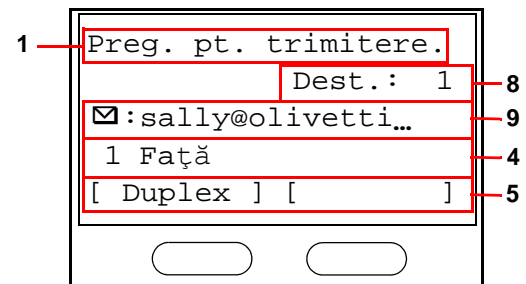 1 Preg. pt. trimitere.
Dest.: 1 8
:sally@olivetti... 9
1 Faţă 4
[ Duplex ] [ ] 5